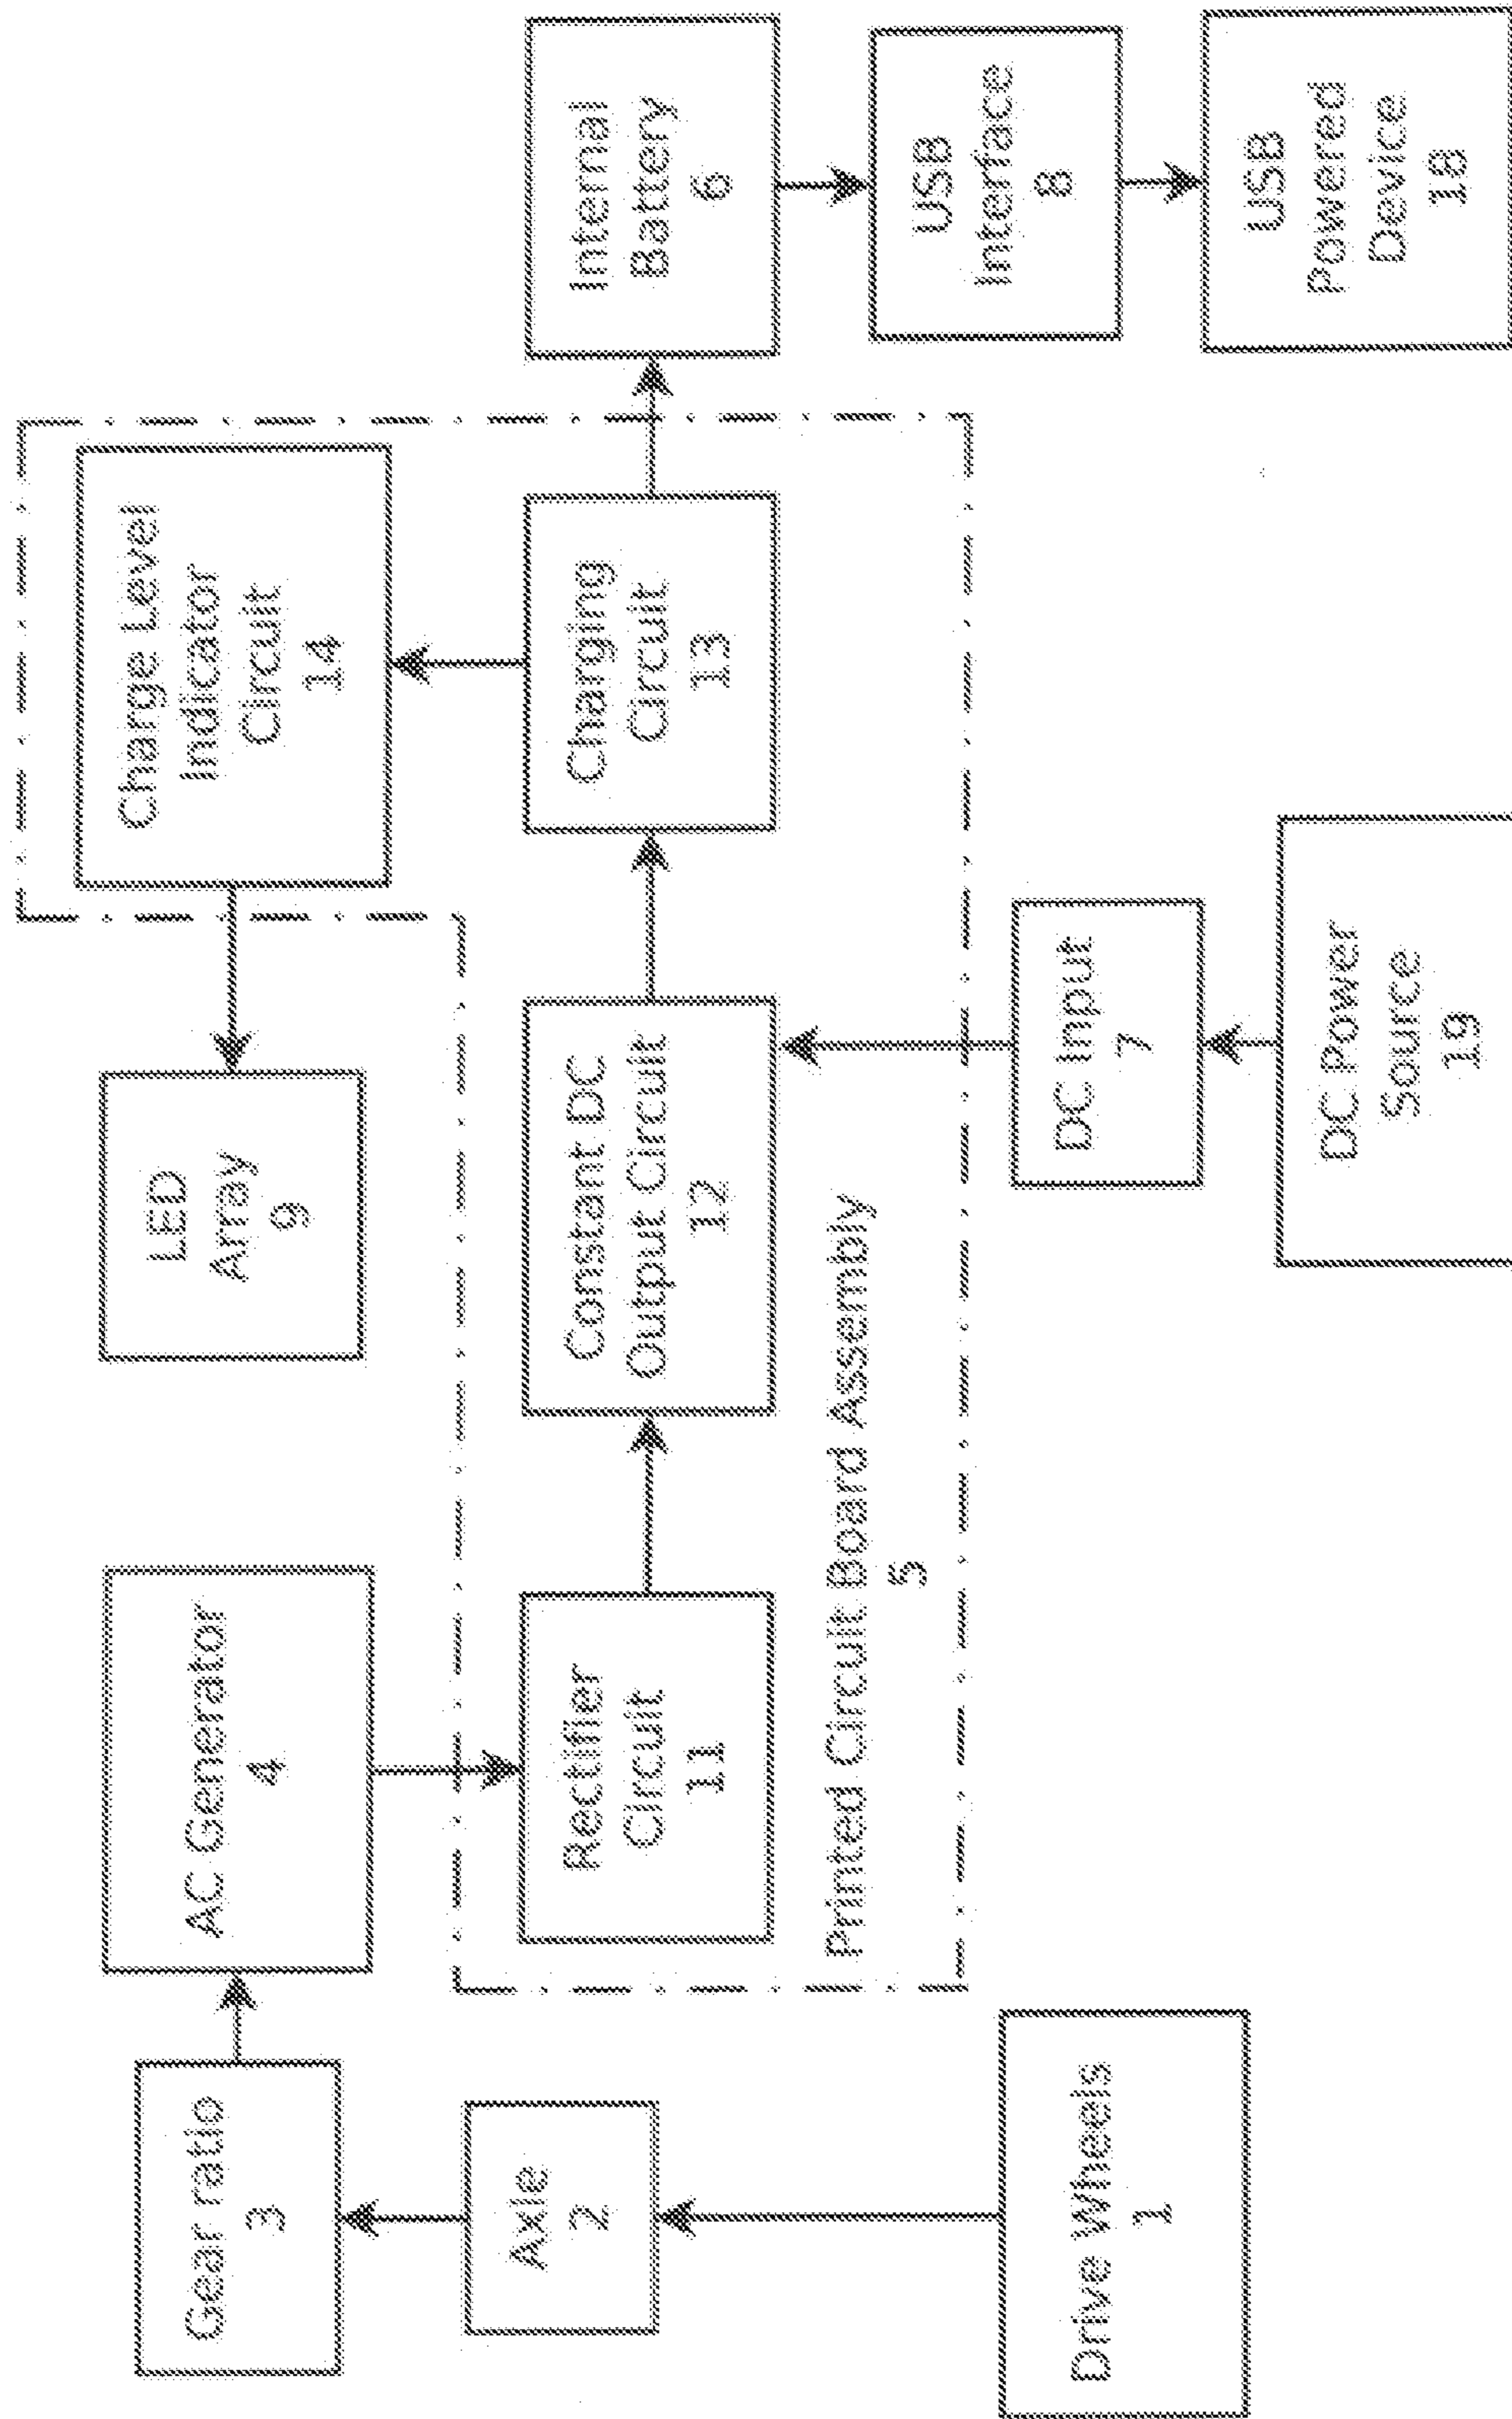 Gear ratio
3
AC Generator
4
LED
Array
9
Charge Level
Indicator
Circuit
14
Axle
2
Rectifier
Circuit
11
Constant DC
Output Circuit
12
Charging
Circuit
13
Internal
Battery
6
Printed Circuit Board Assembly
5
Drive Wheels
1
DC Input
7
USB
Interface
8
DC Power
Source
19
USB
Powered
Device
18